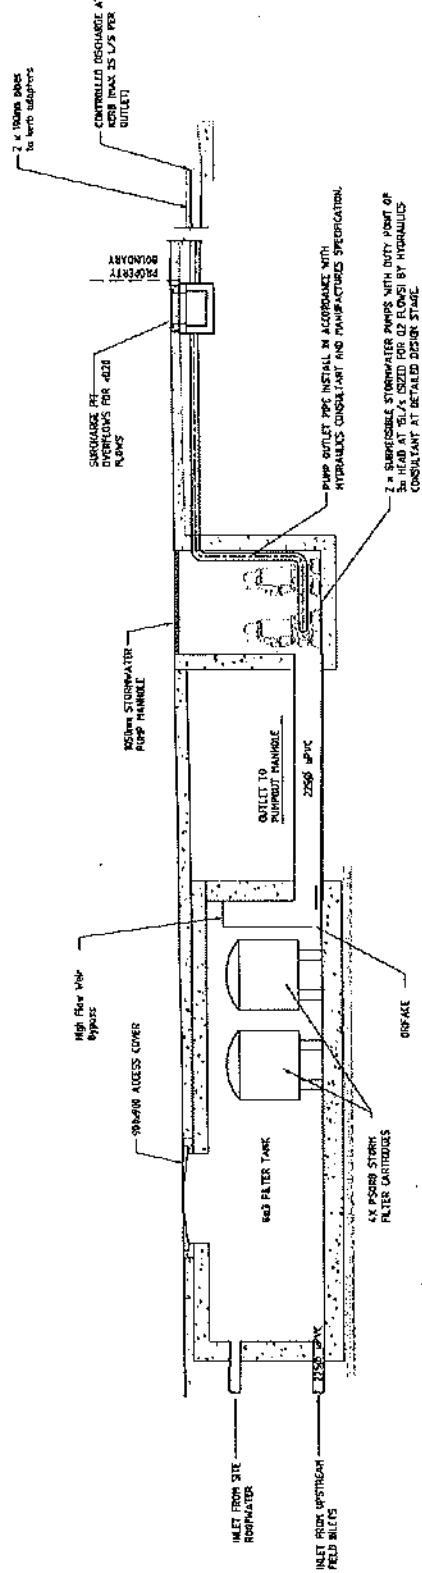 INLET FROM SITE
ROOFWATER
INLET FROM UPSTREAM
FIELD INLETS
225Ø uPVC
900x900 ACCESS COVER
6m3 FILTER TANK
4X PSORB STORM
FILTER CARTRIDGES
High Flow Weir
Bypass
ORIFACE
OUTLET TO
PUMPOUT MANHOLE
225Ø uPVC
1050mm STORMWATER
PUMP MANHOLE
PUMP OUTLET PIPE INSTALL IN ACCORDANCE WITH
HYDRAULICS CONSULTANT AND MANUFACTURES SPECIFICATION.
2 x SUBMERSIBLE STORMWATER PUMPS WITH DUTY POINT OF
3m HEAD AT 15L/s (SIZED FOR Q2 FLOWS) BY HYDRAULICS
CONSULTANT AT DETAILED DESIGN STAGE.
SURCHARGE PIT
OVERFLOWS FOR <Q20
FLOWS
PROPERTY
BOUNDARY
2 x 100mm pipes
to kerb adaptors
CONTROLLED DISCHARGE AT
KERB (MAX 25 L/S PER
OUTLET)